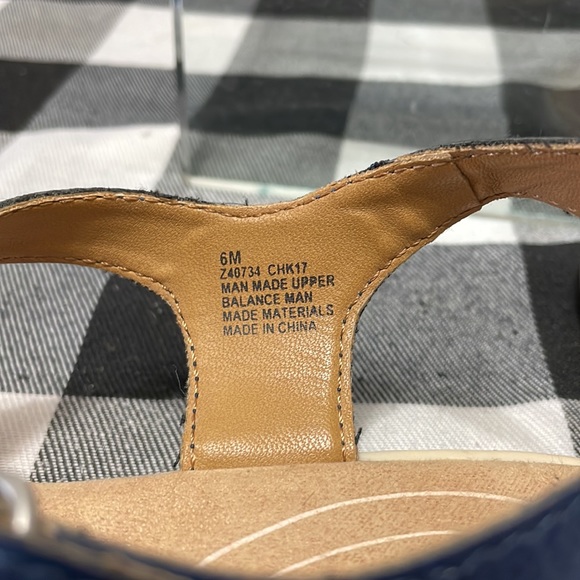 6M
Z40734 CHK17
MAN MADE UPPER
BALANCE MAN
MADE MATERIALS
MADE IN CHINA